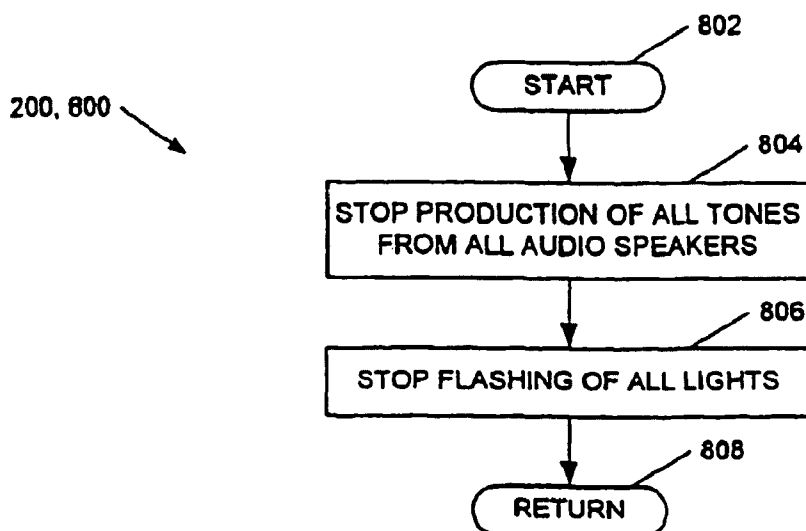 802
START
200, 600
804
STOP PRODUCTION OF ALL TONES
FROM ALL AUDIO SPEAKERS
806
STOP FLASHING OF ALL LIGHTS
808
RETURN